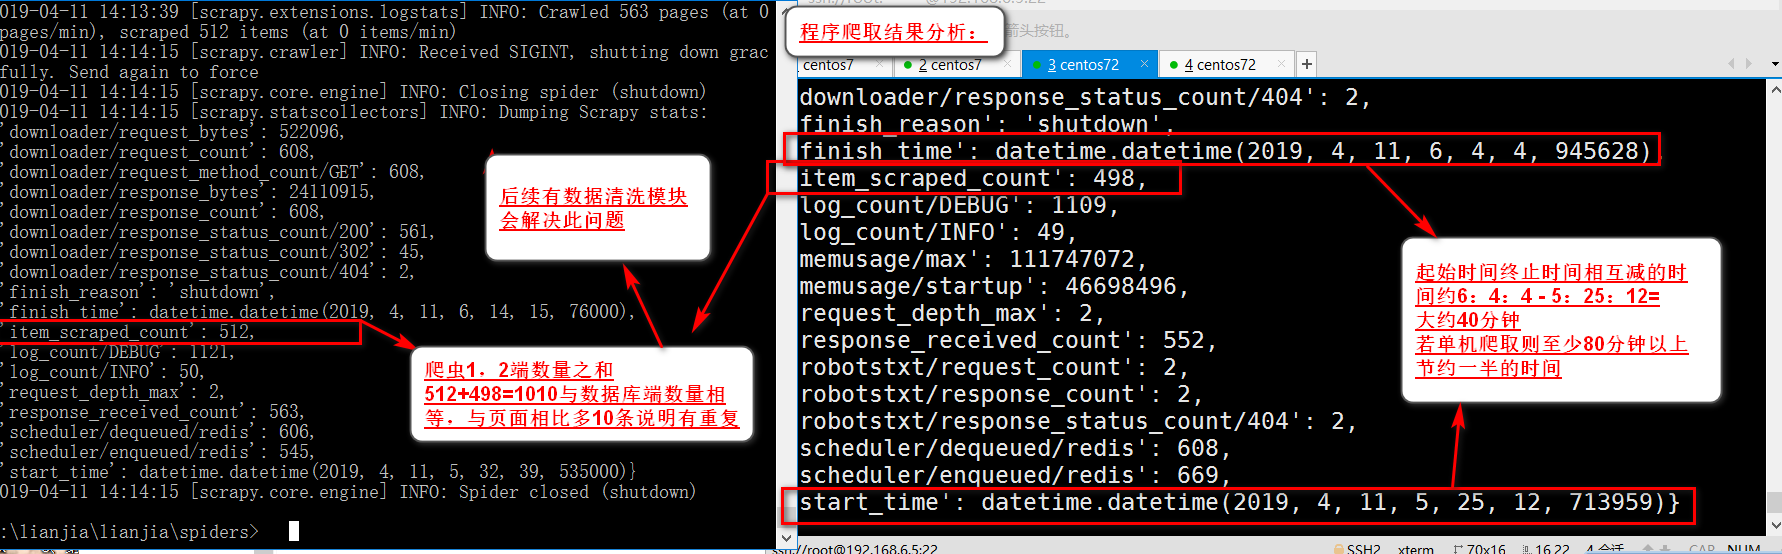 019-04-11 14:13:39 [scrapy.extensions.logstats] INFO: Crawled 563 pages (at 0
pages/min), scraped 512 items (at 0 items/min)
019-04-11 14:14:15 [scrapy.crawler] INFO: Received SIGINT, shutting down grac
fully. Send again to force
019-04-11 14:14:15 [scrapy.core.engine] INFO: Closing spider (shutdown)
019-04-11 14:14:15 [scrapy.statscollectors] INFO: Dumping Scrapy stats:
'downloader/request_bytes': 522096,
'downloader/request_count': 608,
'downloader/request_method_count/GET': 608,
'downloader/response_bytes': 24110915,
'downloader/response_count': 608,
'downloader/response_status_count/200': 561,
'downloader/response_status_count/302': 45,
'downloader/response_status_count/404': 2,
'finish_reason': 'shutdown',
'finish_time': datetime.datetime(2019, 4, 11, 6, 14, 15, 76000),
'item_scraped_count': 512,
'log_count/DEBUG': 1121,
'log_count/INFO': 50,
'request_depth_max': 2,
'response_received_count': 563,
'scheduler/dequeued/redis': 606,
'scheduler/enqueued/redis': 545,
'start_time': datetime.datetime(2019, 4, 11, 5, 32, 39, 535000)}
019-04-11 14:14:15 [scrapy.core.engine] INFO: Spider closed (shutdown)
:\lianjia\lianjia\spiders>
后续有数据清洗模块
会解决此问题
爬虫1，2端数量之和
512+498=1010与数据库端数量相
等，与页面相比多10条说明有重复
程序爬取结果分析：
箭头按钮。
centos7
2 centos7
3 centos72
4 centos72
downloader/response_status_count/404': 2,
finish_reason': 'shutdown',
finish_time': datetime.datetime(2019, 4, 11, 6, 4, 4, 945628)
item_scraped_count': 498,
log_count/DEBUG': 1109,
log_count/INFO': 49,
memusage/max': 111747072,
memusage/startup': 46698496,
request_depth_max': 2,
response_received_count': 552,
robotstxt/request_count': 2,
robotstxt/response_count': 2,
robotstxt/response_status_count/404': 2,
scheduler/dequeued/redis': 608,
scheduler/enqueued/redis': 669,
start_time': datetime.datetime(2019, 4, 11, 5, 25, 12, 713959)}
起始时间终止时间相互减的时
间约6：4：4 - 5：25：12=
大约40分钟
若单机爬取则至少80分钟以上
节约一半的时间
ssh://root@192.168.6.5:22
SSH2
xterm
70x16
16,22
4 会话
CAP
NUM